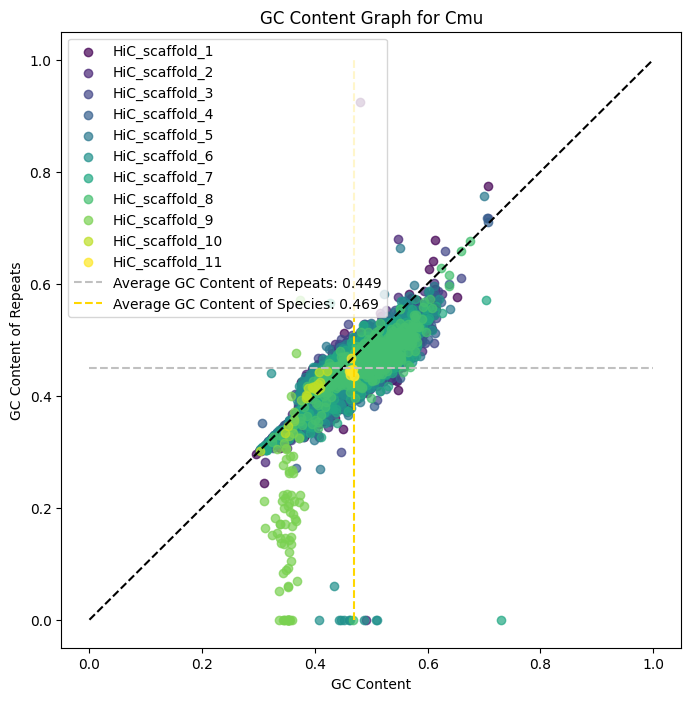 GC Content Graph for Cmu
HiC_scaffold_1
HiC_scaffold_2
HiC_scaffold_3
HiC_scaffold_4
HiC_scaffold_5
HiC_scaffold_6
HiC_scaffold_7
HiC_scaffold_8
HiC_scaffold_9
HiC_scaffold_10
HiC_scaffold_11
Average GC Content of Repeats: 0.449
Average GC Content of Species: 0.469
GC Content of Repeats
1.0
0.8
0.6
0.4
0.2
0.0
0.0 0.2 0.4 0.6 0.8 1.0
GC Content